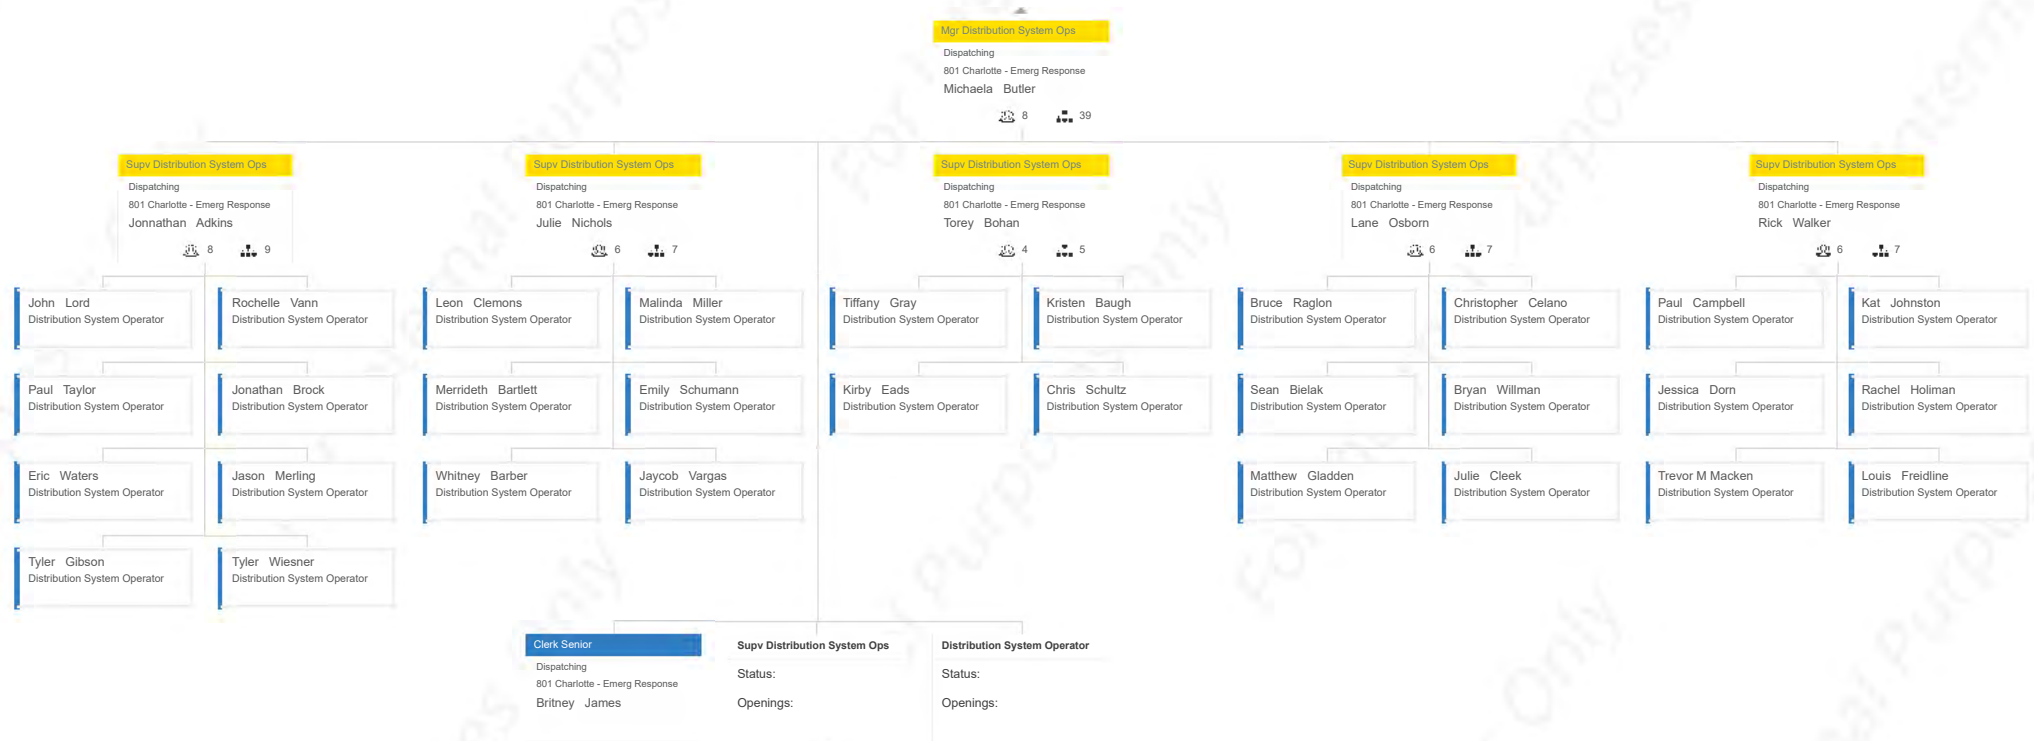 Mgr Distribution System Ops
Dispatching
801 Charlotte - Emerg Response
Michaela Butler
8 39
Supv Distribution System Ops
Dispatching
801 Charlotte - Emerg Response
Jonnathan Adkins
8 9
Supv Distribution System Ops
Dispatching
801 Charlotte - Emerg Response
Julie Nichols
6 7
Supv Distribution System Ops
Dispatching
801 Charlotte - Emerg Response
Torey Bohan
4 5
Supv Distribution System Ops
Dispatching
801 Charlotte - Emerg Response
Lane Osborn
6 7
Supv Distribution System Ops
Dispatching
801 Charlotte - Emerg Response
Rick Walker
6 7
John Lord
Distribution System Operator
Rochelle Vann
Distribution System Operator
Paul Taylor
Distribution System Operator
Jonathan Brock
Distribution System Operator
Eric Waters
Distribution System Operator
Jason Merling
Distribution System Operator
Tyler Gibson
Distribution System Operator
Tyler Wiesner
Distribution System Operator
Leon Clemons
Distribution System Operator
Malinda Miller
Distribution System Operator
Merrideth Bartlett
Distribution System Operator
Emily Schumann
Distribution System Operator
Whitney Barber
Distribution System Operator
Jaycob Vargas
Distribution System Operator
Tiffany Gray
Distribution System Operator
Kristen Baugh
Distribution System Operator
Kirby Eads
Distribution System Operator
Chris Schultz
Distribution System Operator
Bruce Raglon
Distribution System Operator
Christopher Celano
Distribution System Operator
Sean Bielak
Distribution System Operator
Bryan Willman
Distribution System Operator
Matthew Gladden
Distribution System Operator
Julie Cleek
Distribution System Operator
Paul Campbell
Distribution System Operator
Kat Johnston
Distribution System Operator
Jessica Dorn
Distribution System Operator
Rachel Holiman
Distribution System Operator
Trevor M Macken
Distribution System Operator
Louis Freidline
Distribution System Operator
Clerk Senior
Dispatching
801 Charlotte - Emerg Response
Britney James
Supv Distribution System Ops
Status:
Openings:
Distribution System Operator
Status:
Openings: